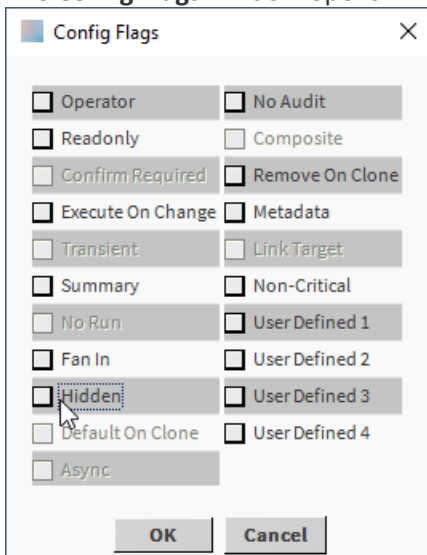 Config Flags
Operator
No Audit
Readonly
Composite
Confirm Required
Remove On Clone
Execute On Change
Metadata
Transient
Link Target
Summary
Non-Critical
No Run
User Defined 1
Fan In
User Defined 2
Hidden
User Defined 3
Default On Clone
User Defined 4
Async
OK
Cancel